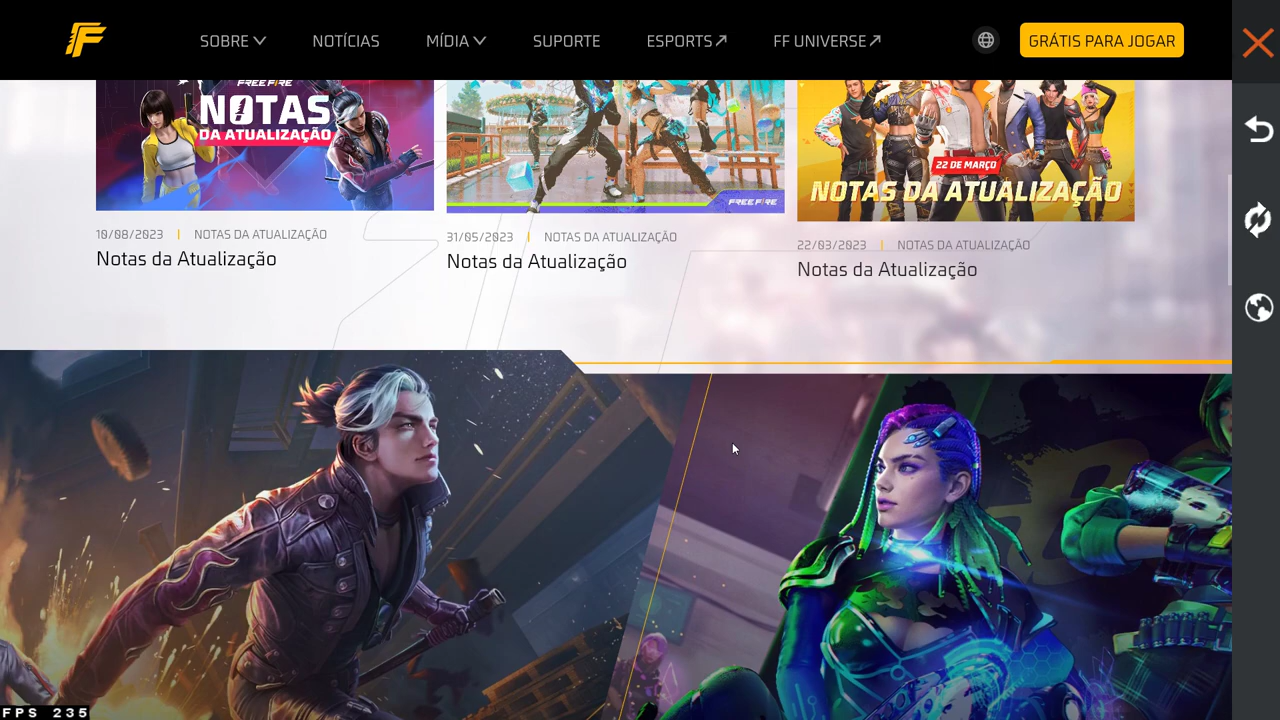 SOBRE NOTÍCIAS MÍDIA SUPORTE ESPORTS FF UNIVERSE GRÁTIS PARA JOGAR
FREE FIRE
NOTAS
DA ATUALIZAÇÃO
FREE FIRE
22 DE MARÇO
NOTAS DA ATUALIZAÇÃO
10/08/2023 | NOTAS DA ATUALIZAÇÃO
Notas da Atualização
31/05/2023 | NOTAS DA ATUALIZAÇÃO
Notas da Atualização
22/03/2023 | NOTAS DA ATUALIZAÇÃO
Notas da Atualização
FPS 235